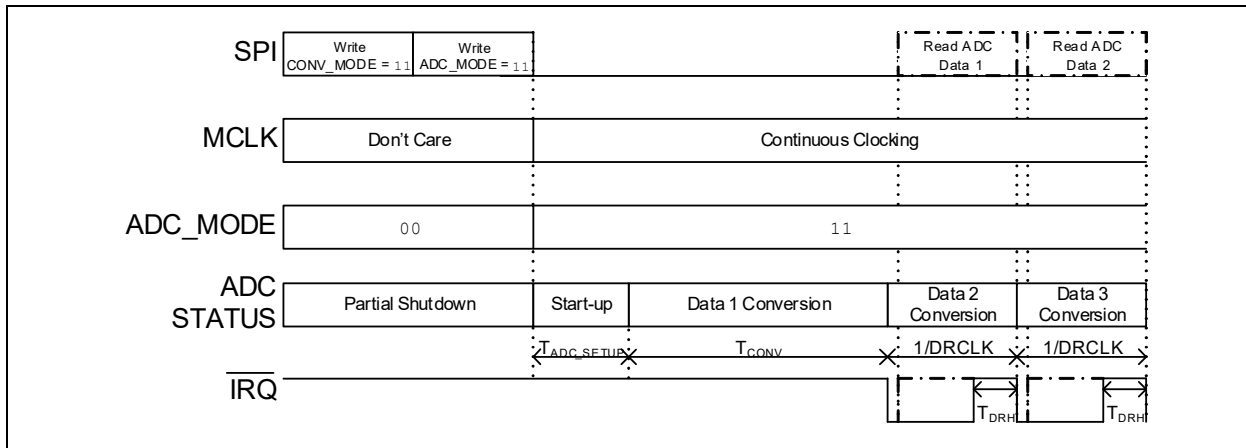 SPI
Write
CONV_MODE = 11
Write
ADC_MODE = 11
Read ADC
Data 1
Read ADC
Data 2
MCLK
Don't Care
Continuous Clocking
ADC_MODE
00
11
ADC
STATUS
Partial Shutdown
Start-up
Data 1 Conversion
Data 2
Conversion
Data 3
Conversion
TADC_SETUP
TCONV
1/DRCLK
1/DRCLK
IRQ
TDRH
TDRH